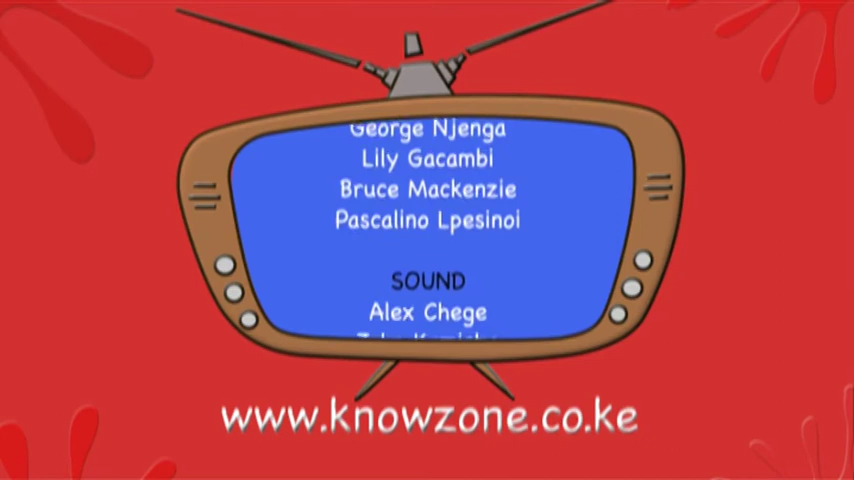 George Njenga
Lily Gacambi
Bruce Mackenzie
Pascalino Lpesinoi
SOUND
Alex Chege
www.knowzone.co.ke